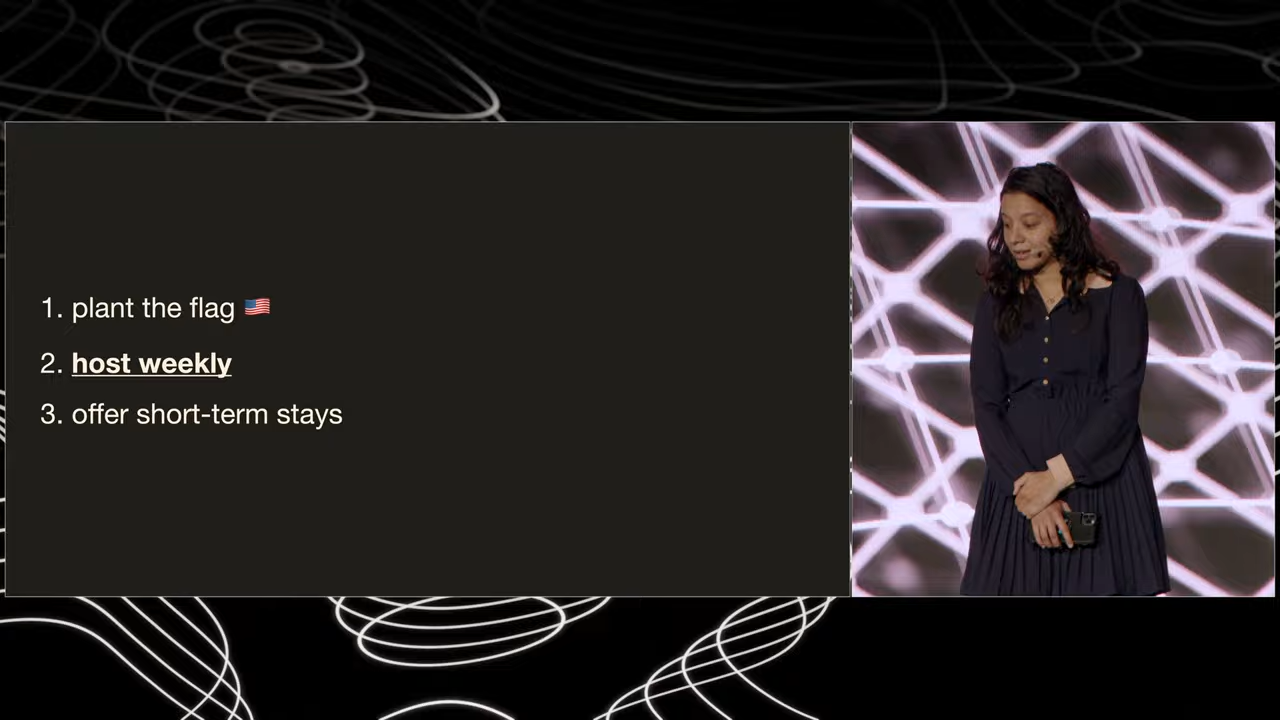 1. plant the flag 🇺🇸
2. host weekly
3. offer short-term stays